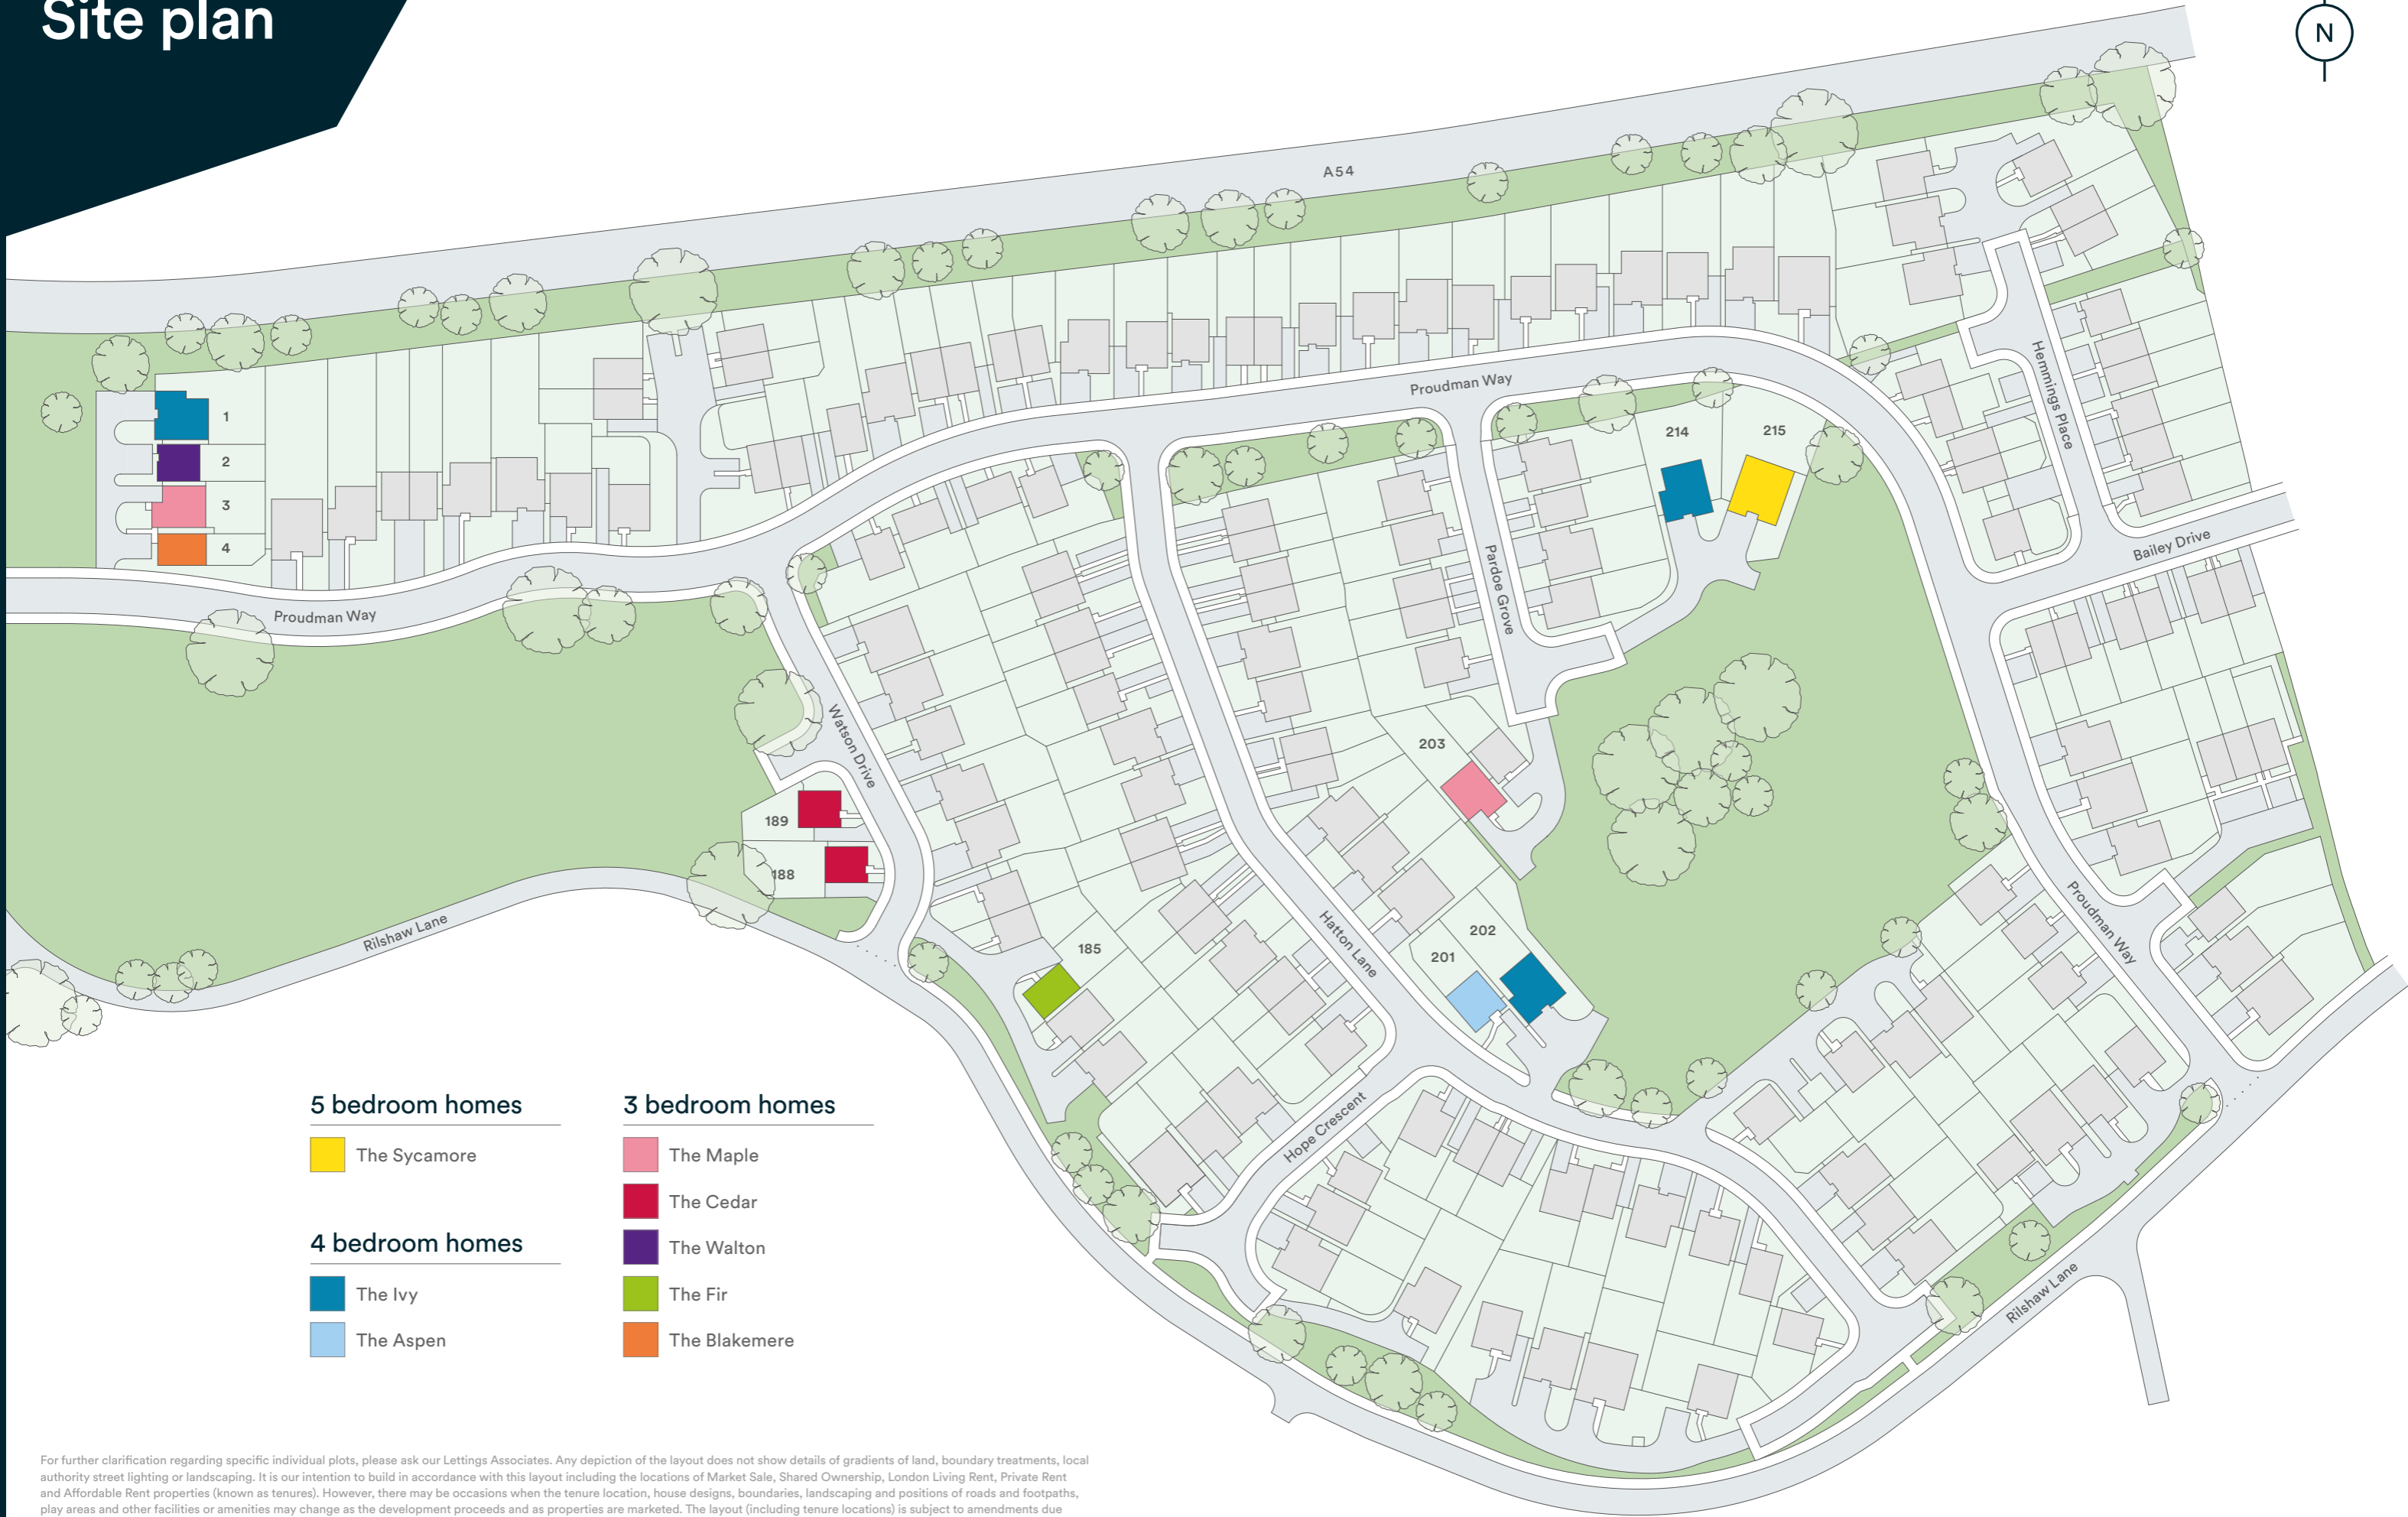 Site plan
N
A54
1
2
3
4
Proudman Way
Proudman Way
214
215
Hemmings Place
Bailey Drive
Pardoe Grove
Watson Drive
203
189
188
Rilshaw Lane
185
Hatton Lane
202
201
Proudman Way
Hope Crescent
Rilshaw Lane
5 bedroom homes
The Sycamore
4 bedroom homes
The Ivy
The Aspen
3 bedroom homes
The Maple
The Cedar
The Walton
The Fir
The Blakemere
For further clarification regarding specific individual plots, please ask our Lettings Associates. Any depiction of the layout does not show details of gradients of land, boundary treatments, local
authority street lighting or landscaping. It is our intention to build in accordance with this layout including the locations of Market Sale, Shared Ownership, London Living Rent, Private Rent
and Affordable Rent properties (known as tenures). However, there may be occasions when the tenure location, house designs, boundaries, landscaping and positions of roads and footpaths,
play areas and other facilities or amenities may change as the development proceeds and as properties are marketed. The layout (including tenure locations) is subject to amendments due